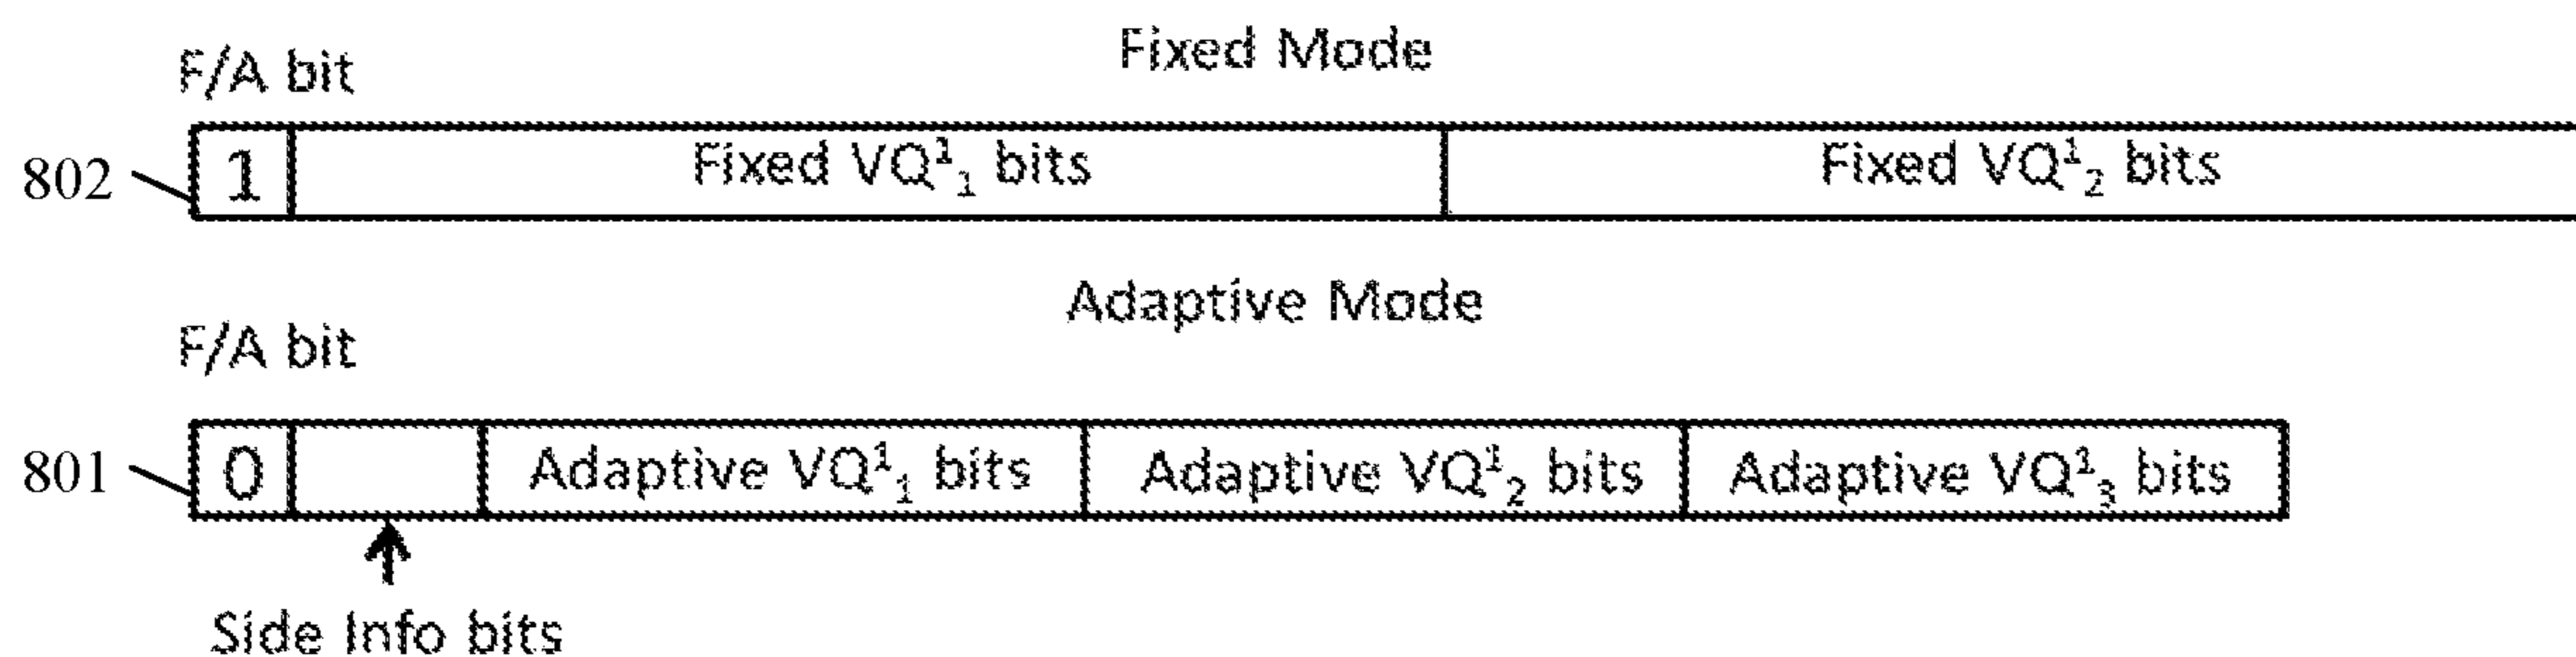 Fixed Mode
F/A bit
802 1 Fixed VQ¹₁ bits Fixed VQ¹₂ bits
Adaptive Mode
F/A bit
801 0 Adaptive VQ¹₁ bits Adaptive VQ¹₂ bits Adaptive VQ¹₃ bits
Side Info bits